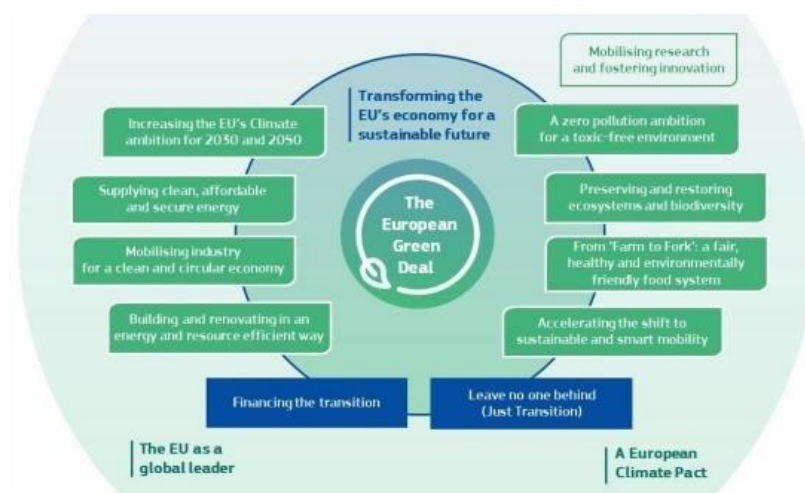 Mobilising research
and fostering innovation
Transforming the
EU's economy for a
sustainable future
Increasing the EU's Climate
ambition for 2030 and 2050
A zero pollution ambition
for a toxic-free environment
Supplying clean, affordable
and secure energy
Preserving and restoring
ecosystems and biodiversity
The
European
Green
Deal
Mobilising industry
for a clean and circular economy
From 'Farm to Fork': a fair,
healthy and environmentally
friendly food system
Building and renovating in an
energy and resource efficient way
Accelerating the shift to
sustainable and smart mobility
Financing the transition
Leave no one behind
(Just Transition)
The EU as a
global leader
A European
Climate Pact